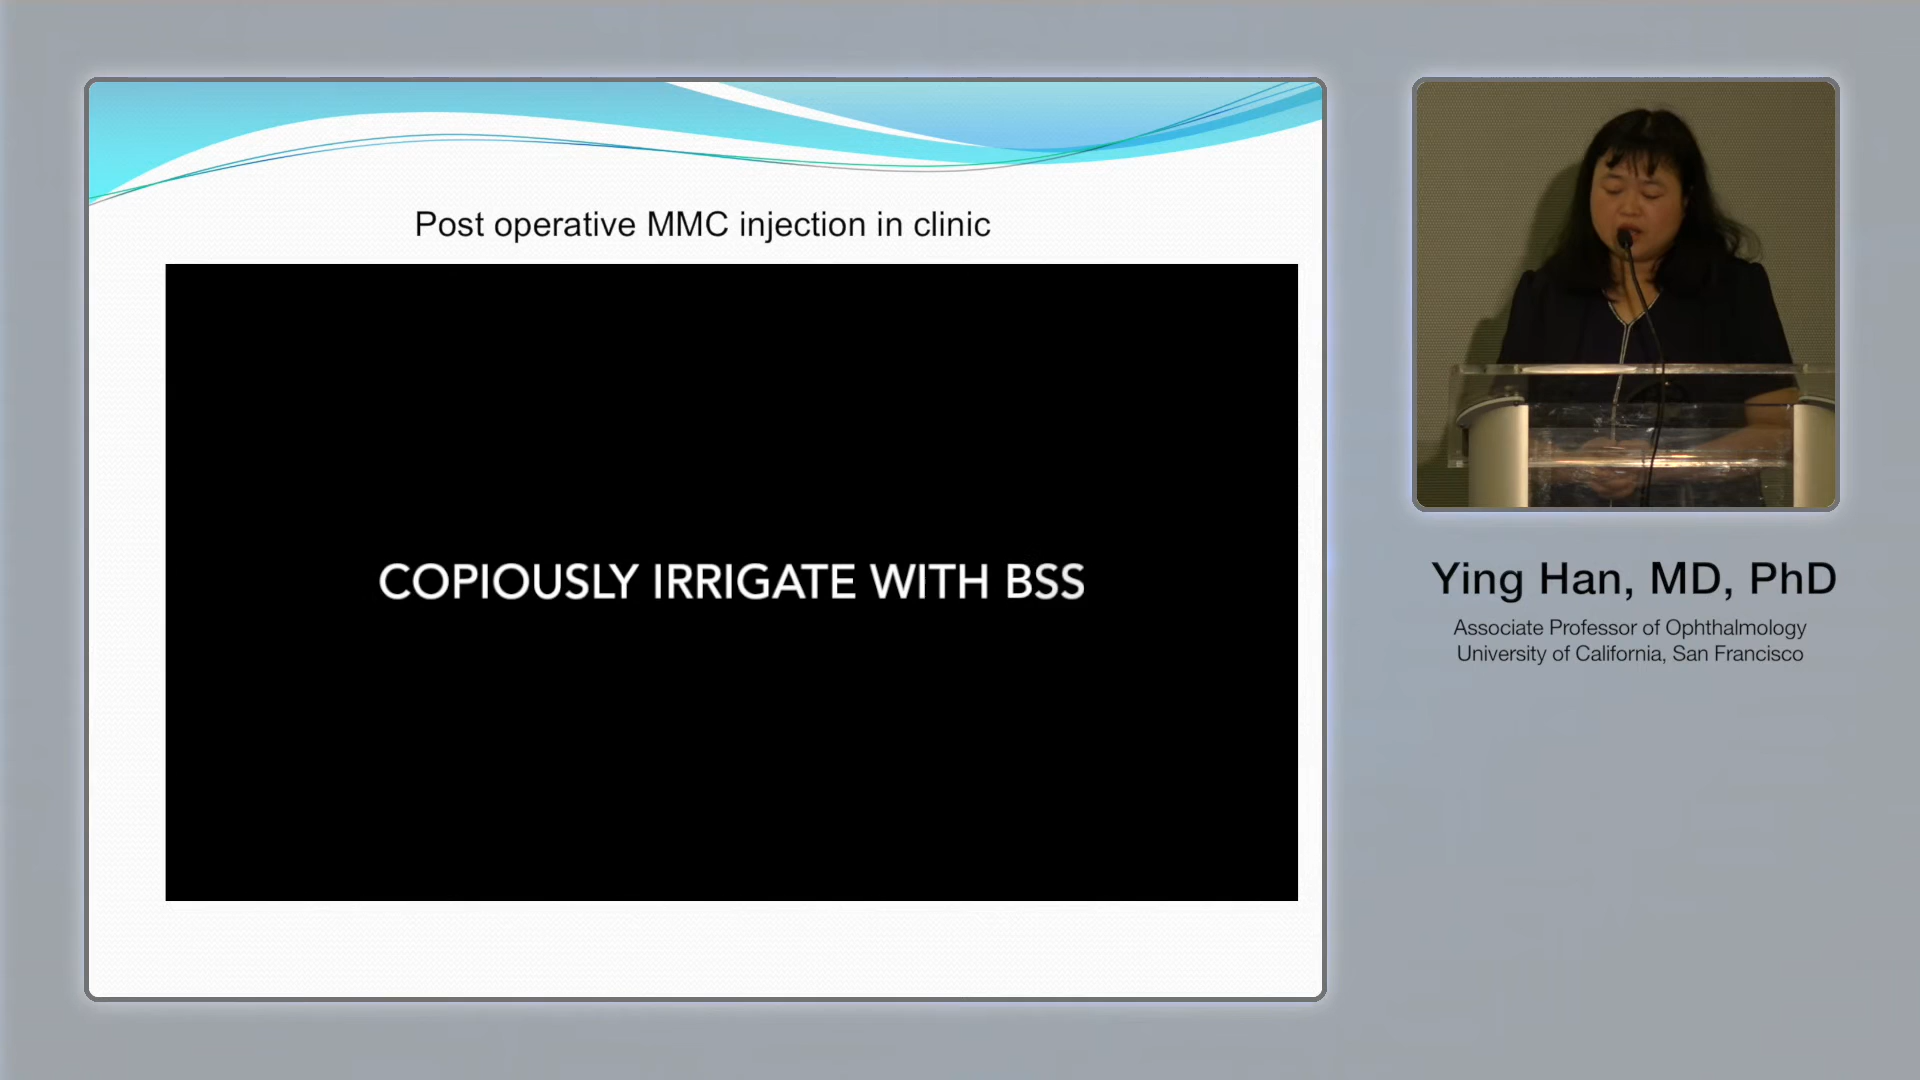 Post operative MMC injection in clinic
COPIOUSLY IRRIGATE WITH BSS
Ying Han, MD, PhD
Associate Professor of Ophthalmology
University of California, San Francisco